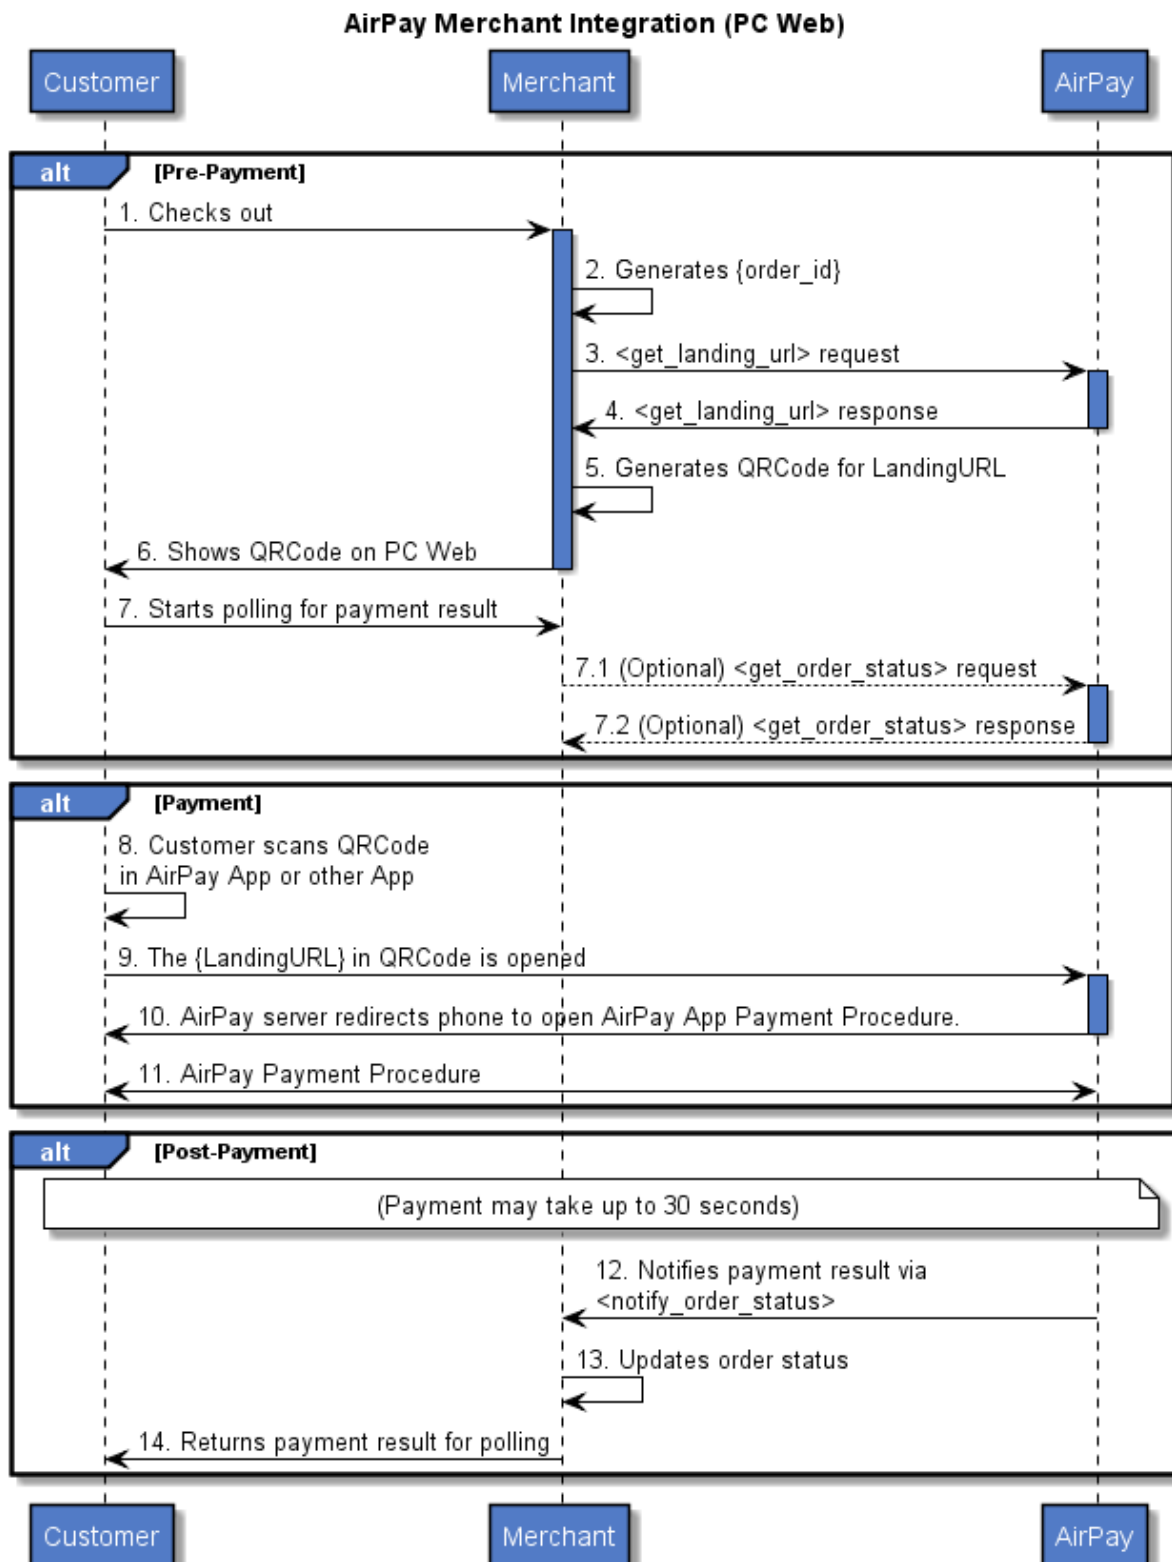 AirPay Merchant Integration (PC Web)
Customer
Merchant
AirPay
alt
[Pre-Payment]
1. Checks out
2. Generates {order_id}
3. <get_landing_url> request
4. <get_landing_url> response
5. Generates QRCode for LandingURL
6. Shows QRCode on PC Web
7. Starts polling for payment result
7.1 (Optional) <get_order_status> request
7.2 (Optional) <get_order_status> response
alt
[Payment]
8. Customer scans QRCode
in AirPay App or other App
9. The {LandingURL} in QRCode is opened
10. AirPay server redirects phone to open AirPay App Payment Procedure.
11. AirPay Payment Procedure
alt
[Post-Payment]
(Payment may take up to 30 seconds)
12. Notifies payment result via
<notify_order_status>
13. Updates order status
14. Returns payment result for polling
Customer
Merchant
AirPay